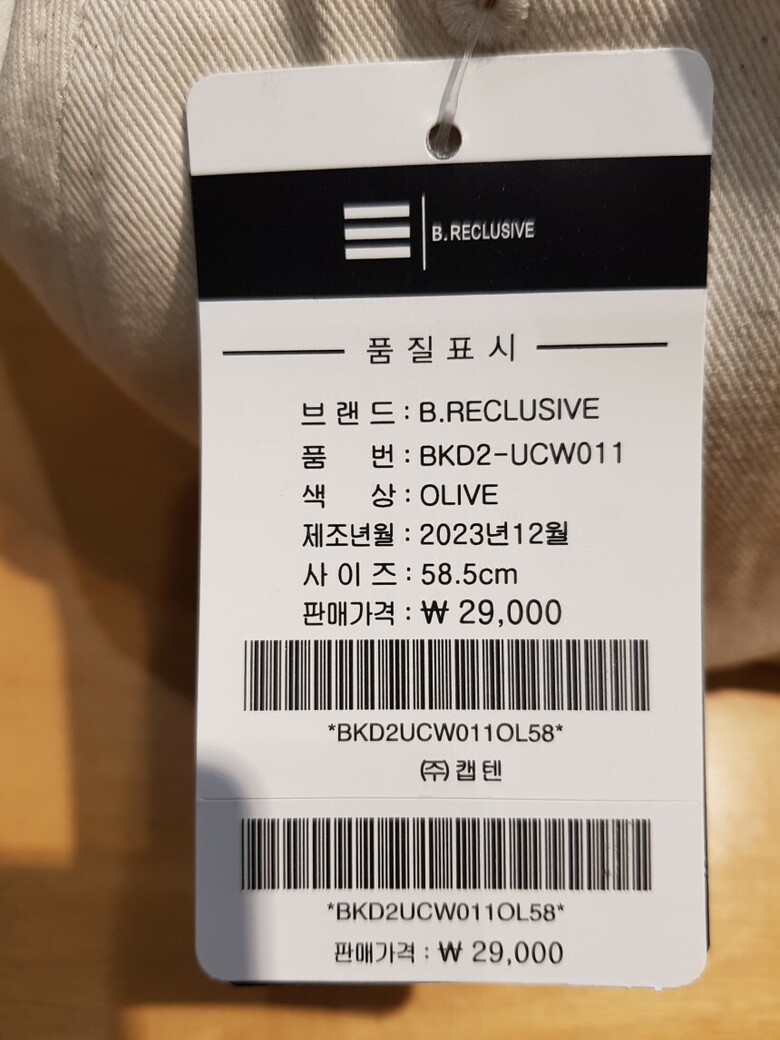 B.RECLUSIVE
품질표시
브랜드 : B.RECLUSIVE
품 번 : BKD2-UCW011
색 상 : OLIVE
제조년월 : 2023년12월
사이즈 : 58.5cm
판매가격 : ₩ 29,000
*BKD2UCW011OL58*
㈜캡텐
*BKD2UCW011OL58*
판매가격 : ₩ 29,000